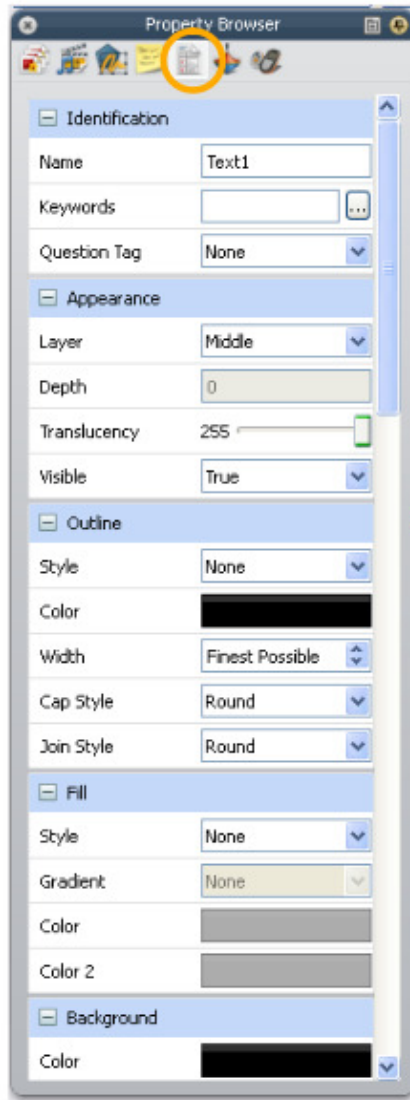 Property Browser
Identification
Name Text1
Keywords ...
Question Tag None
Appearance
Layer Middle
Depth 0
Translucency 255
Visible True
Outline
Style None
Color
Width Finest Possible
Cap Style Round
Join Style Round
Fill
Style None
Gradient None
Color
Color 2
Background
Color